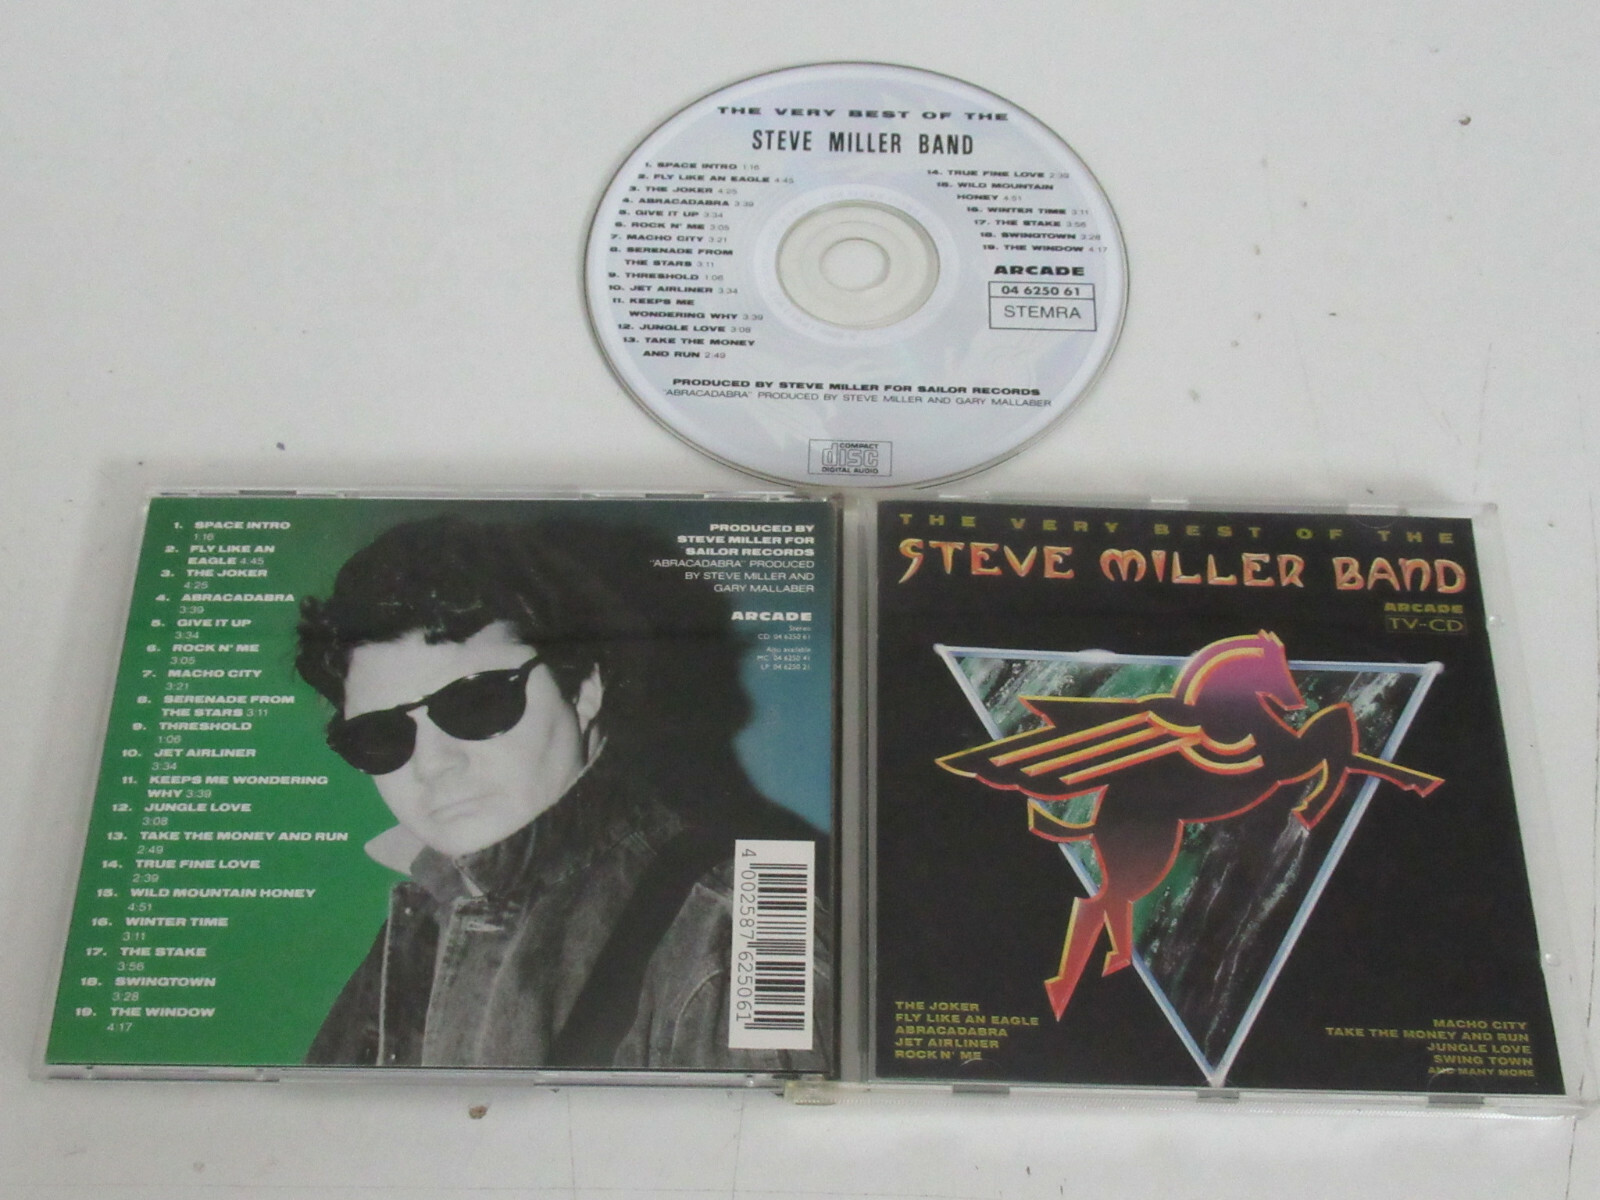 THE VERY BEST OF THE
STEVE MILLER BAND
1. SPACE INTRO 1:16
2. FLY LIKE AN EAGLE 4:45
3. THE JOKER 4:25
4. ABRACADABRA 3:39
5. GIVE IT UP 3:34
6. ROCK N' ME 3:05
7. MACHO CITY 3:21
8. SERENADE FROM
THE STARS 3:11
9. THRESHOLD 1:06
10. JET AIRLINER 3:34
11. KEEPS ME
WONDERING WHY 3:39
12. JUNGLE LOVE 3:08
13. TAKE THE MONEY
AND RUN 2:49
14. TRUE FINE LOVE 2:39
15. WILD MOUNTAIN
HONEY 4:51
16. WINTER TIME 3:11
17. THE STAKE 3:56
18. SWINGTOWN 3:28
19. THE WINDOW 4:17
ARCADE
04 6250 61
STEMRA
PRODUCED BY STEVE MILLER FOR SAILOR RECORDS
"ABRACADABRA" PRODUCED BY STEVE MILLER AND GARY MALLABER
COMPACT
disc
DIGITAL AUDIO
1. SPACE INTRO
1:16
2. FLY LIKE AN
EAGLE 4:45
3. THE JOKER
4:25
4. ABRACADABRA
3:39
5. GIVE IT UP
3:34
6. ROCK N' ME
3:05
7. MACHO CITY
3:21
8. SERENADE FROM
THE STARS 3:11
9. THRESHOLD
1:06
10. JET AIRLINER
3:34
11. KEEPS ME WONDERING
WHY 3:39
12. JUNGLE LOVE
3:08
13. TAKE THE MONEY AND RUN
2:49
14. TRUE FINE LOVE
2:39
15. WILD MOUNTAIN HONEY
4:51
16. WINTER TIME
3:11
17. THE STAKE
3:56
18. SWINGTOWN
3:28
19. THE WINDOW
4:17
PRODUCED BY
STEVE MILLER FOR
SAILOR RECORDS
"ABRACADABRA" PRODUCED
BY STEVE MILLER AND
GARY MALLABER
ARCADE
Stereo
CD 04 6250 61
Also available
MC 04 6250 41
LP 04 6250 21
4 002587 625061
THE VERY BEST OF THE
STEVE MILLER BAND
ARCADE
TV-CD
THE JOKER
FLY LIKE AN EAGLE
ABRACADABRA
JET AIRLINER
ROCK N' ME
MACHO CITY
TAKE THE MONEY AND RUN
JUNGLE LOVE
SWING TOWN
AND MANY MORE